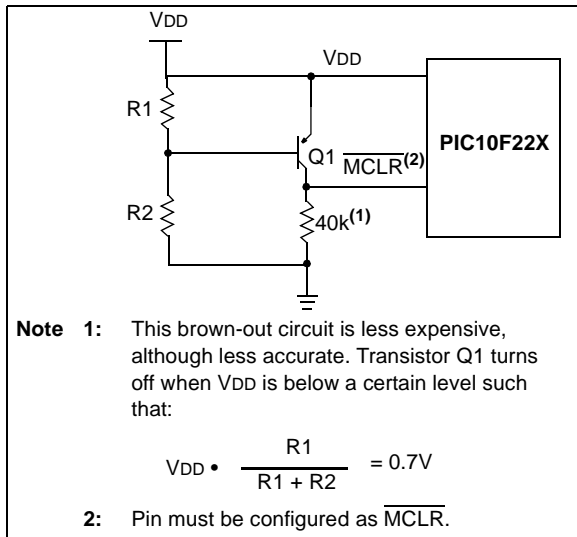 VDD
VDD
R1
Q1
MCLR(2)
PIC10F22X
R2
40k(1)
Note 1: This brown-out circuit is less expensive,
although less accurate. Transistor Q1 turns
off when VDD is below a certain level such
that:
VDD • R1 / R1 + R2 = 0.7V
2: Pin must be configured as MCLR.